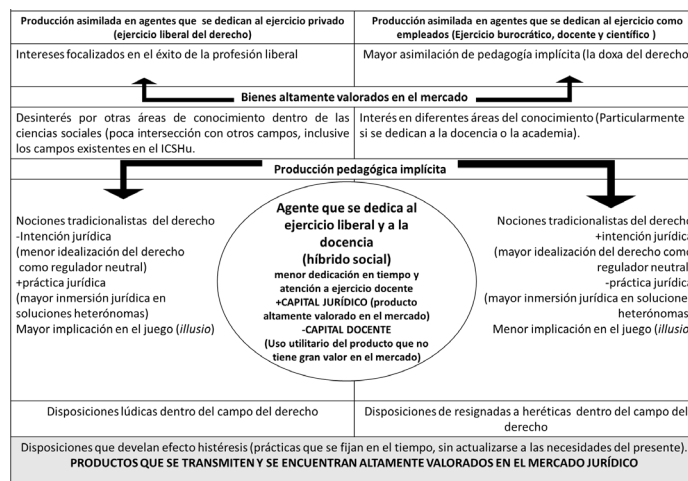 Producción asimilada en agentes que se dedican al ejercicio privado
(ejercicio liberal del derecho)
Producción asimilada en agentes que se dedican al ejercicio como
empleados (Ejercicio burocrático, docente y científico )
Intereses focalizados en el éxito de la profesión liberal
Mayor asimilación de pedagogía implícita (la doxa del derecho
Bienes altamente valorados en el mercado
Desinterés por otras áreas de conocimiento dentro de las
ciencias sociales (poca intersección con otros campos, inclusive
los campos existentes en el ICSHu.
Interés en diferentes áreas del conocimiento (Particularmente
si se dedican a la docencia o la academia).
Producción pedagógica implícita
Nociones tradicionalistas del derecho
-Intención jurídica
(menor idealización del derecho
como regulador neutral)
+práctica jurídica
(mayor inmersión jurídica en
soluciones heterónomas)
Mayor implicación en el juego (illusio)
Agente que se dedica al
ejercicio liberal y a la
docencia
(híbrido social)
menor dedicación en tiempo y
atención a ejercicio docente
+CAPITAL JURÍDICO (producto
altamente valorado en el mercado)
-CAPITAL DOCENTE
(Uso utilitario del producto que no
tiene gran valor en el mercado)
Nociones tradicionalistas del derecho
+intención jurídica
(mayor idealización del derecho como
regulador neutral
-práctica jurídica
(mayor inmersión jurídica en soluciones
heterónomas
Menor implicación en el juego (illusio
Disposiciones lúdicas dentro del campo del derecho
Disposiciones de resignadas a heréticas dentro del campo del
derecho
Disposiciones que develan efecto histéresis (prácticas que se fijan en el tiempo, sin actualizarse a las necesidades del presente).
PRODUCTOS QUE SE TRANSMITEN Y SE ENCUENTRAN ALTAMENTE VALORADOS EN EL MERCADO JURÍDICO